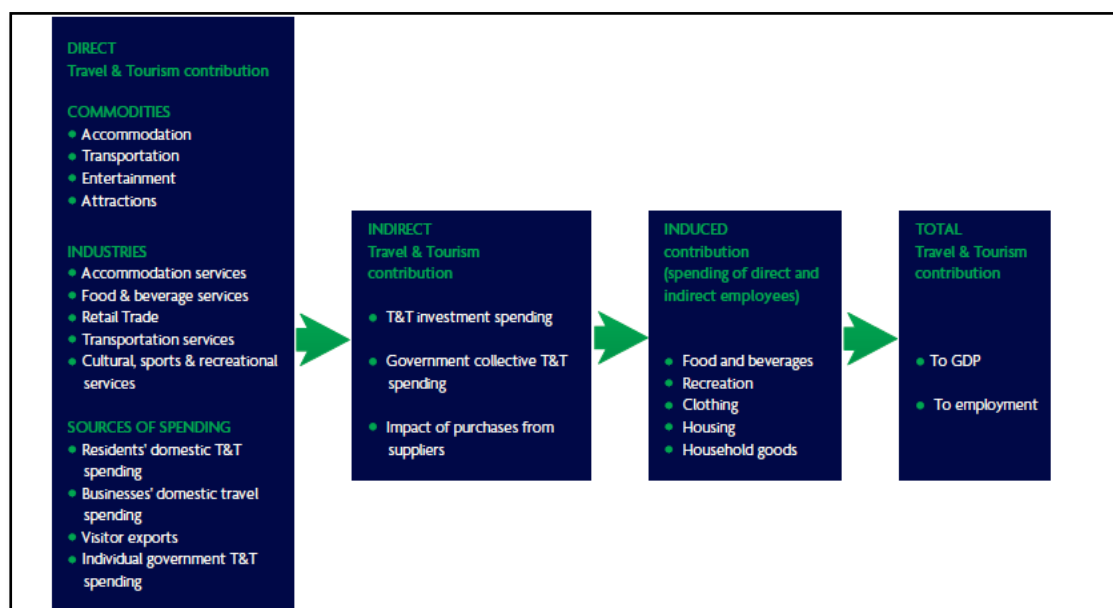 DIRECT
Travel & Tourism contribution
COMMODITIES
Accommodation
Transportation
Entertainment
Attractions
INDUSTRIES
Accommodation services
Food & beverage services
Retail Trade
Transportation services
Cultural, sports & recreational
services
SOURCES OF SPENDING
Residents' domestic T&T
spending
Businesses' domestic travel
spending
Visitor exports
Individual government T&T
spending
INDIRECT
Travel & Tourism
contribution
T&T investment spending
Government collective T&T
spending
Impact of purchases from
suppliers
INDUCED
contribution
(spending of direct and
indirect employees)
Food and beverages
Recreation
Clothing
Housing
Household goods
TOTAL
Travel & Tourism
contribution
To GDP
To employment